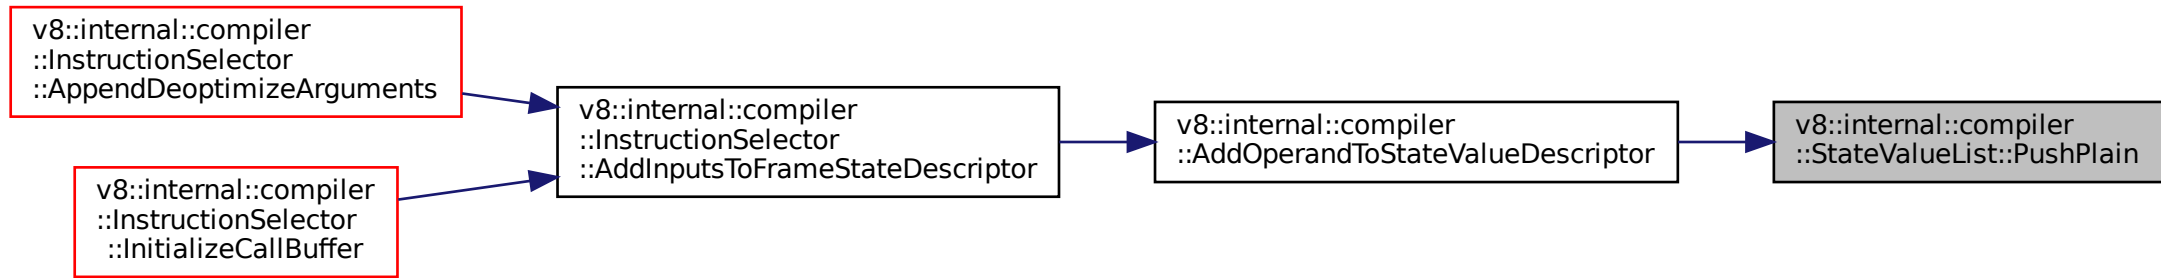 v8::internal::compiler
::InstructionSelector
::AppendDeoptimizeArguments
v8::internal::compiler
::InstructionSelector
::InitializeCallBuffer
v8::internal::compiler
::InstructionSelector
::AddInputsToFrameStateDescriptor
v8::internal::compiler
::AddOperandToStateValueDescriptor
v8::internal::compiler
::StateValueList::PushPlain